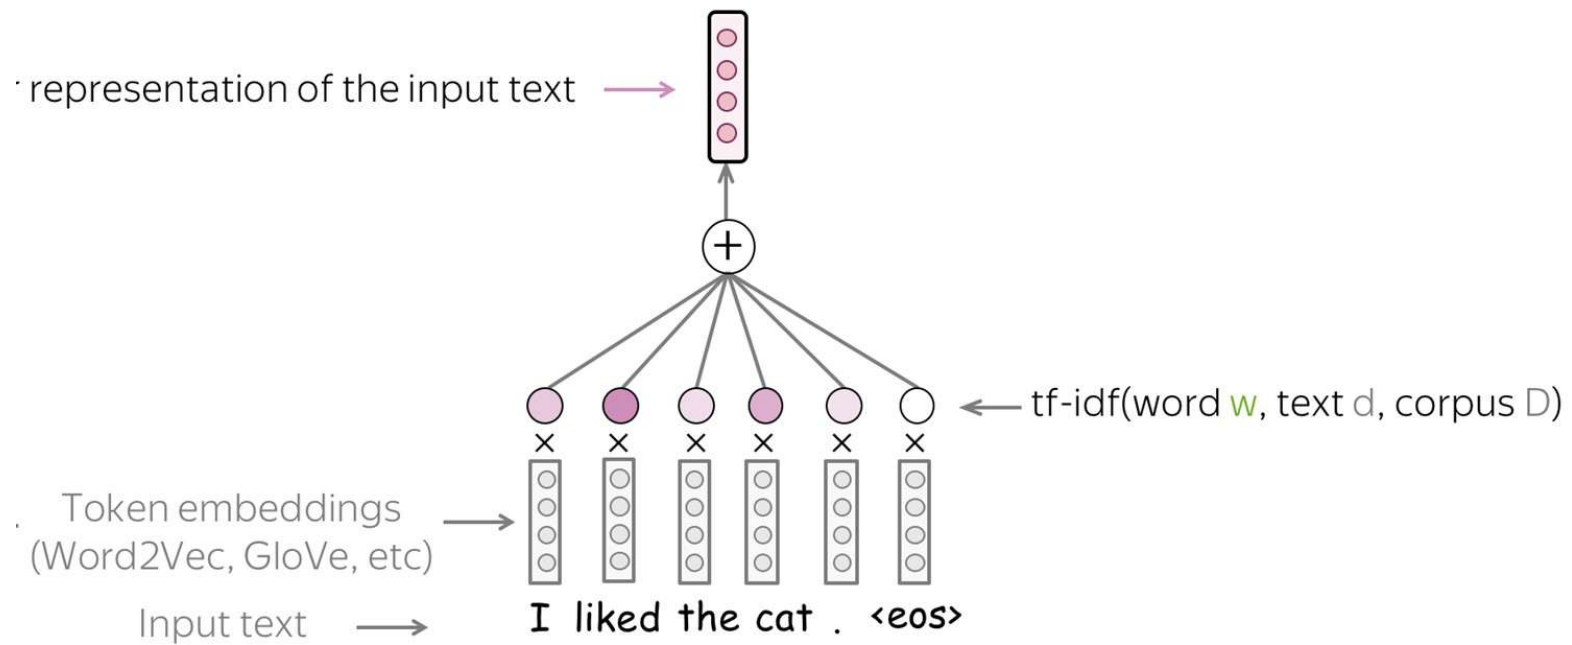 representation of the input text
+
tf-idf(word w, text d, corpus D)
× × × × × ×
Token embeddings
(Word2Vec, GloVe, etc)
Input text
I liked the cat . <eos>